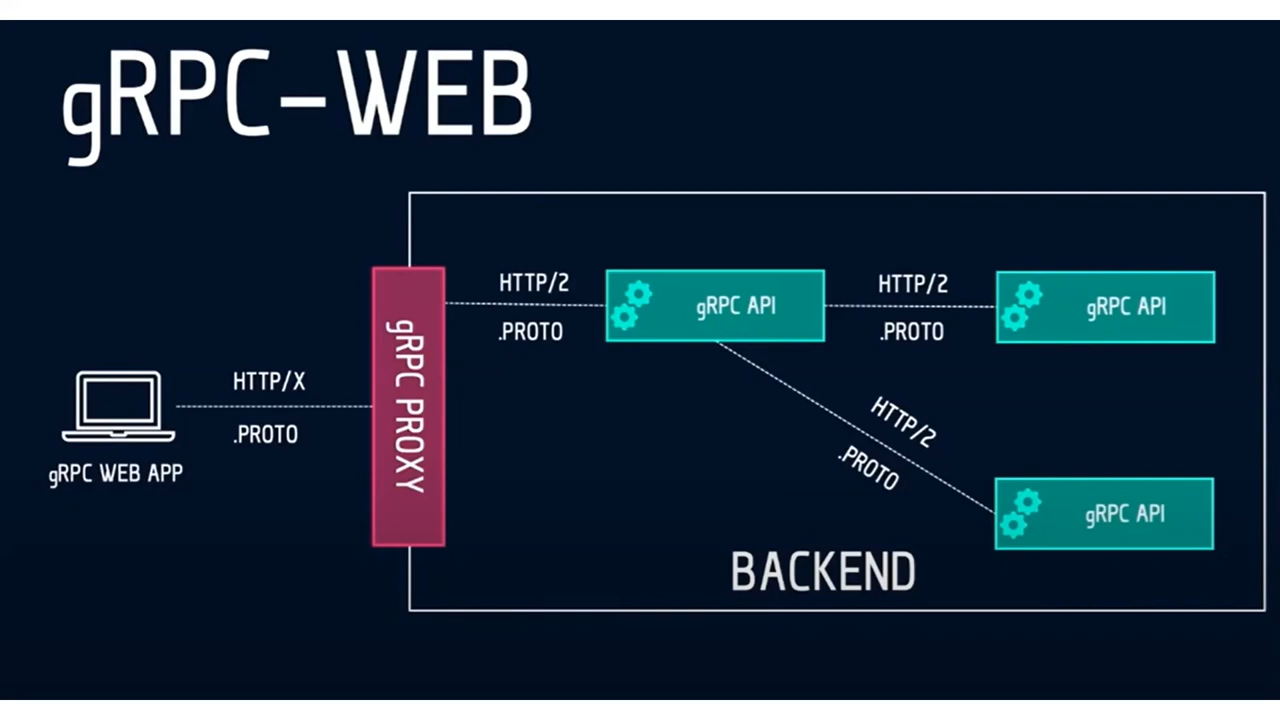 gRPC-WEB
HTTP/2
.PROTO
gRPC API
HTTP/2
.PROTO
gRPC API
gRPC PROXY
HTTP/X
.PROTO
gRPC WEB APP
HTTP/2
.PROTO
gRPC API
BACKEND